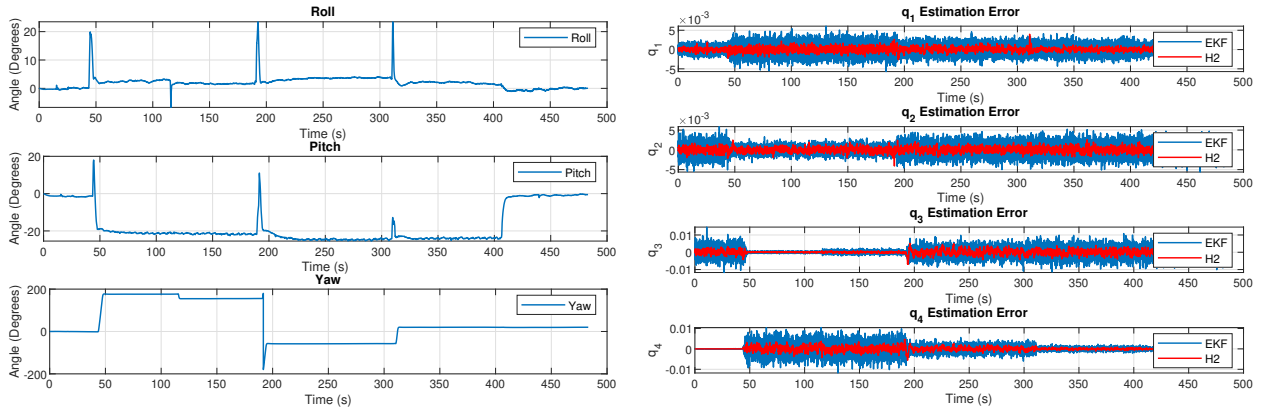 Roll
Angle (Degrees)
20
10
0
Roll
0 50 100 150 200 250 300 350 400 450 500
Time (s)
Pitch
Angle (Degrees)
20
0
-20
Pitch
0 50 100 150 200 250 300 350 400 450 500
Time (s)
Yaw
Angle (Degrees)
200
0
-200
Yaw
0 50 100 150 200 250 300 350 400 450 500
Time (s)
q1 Estimation Error
×10-3
q1
5
0
-5
EKF
H2
0 50 100 150 200 250 300 350 400 450 500
Time (s)
q2 Estimation Error
×10-3
q2
5
0
-5
EKF
H2
0 50 100 150 200 250 300 350 400 450 500
Time (s)
q3 Estimation Error
q3
0.01
0
-0.01
EKF
H2
0 50 100 150 200 250 300 350 400 450 500
Time (s)
q4 Estimation Error
q4
0.01
0
-0.01
EKF
H2
0 50 100 150 200 250 300 350 400 450 500
Time (s)